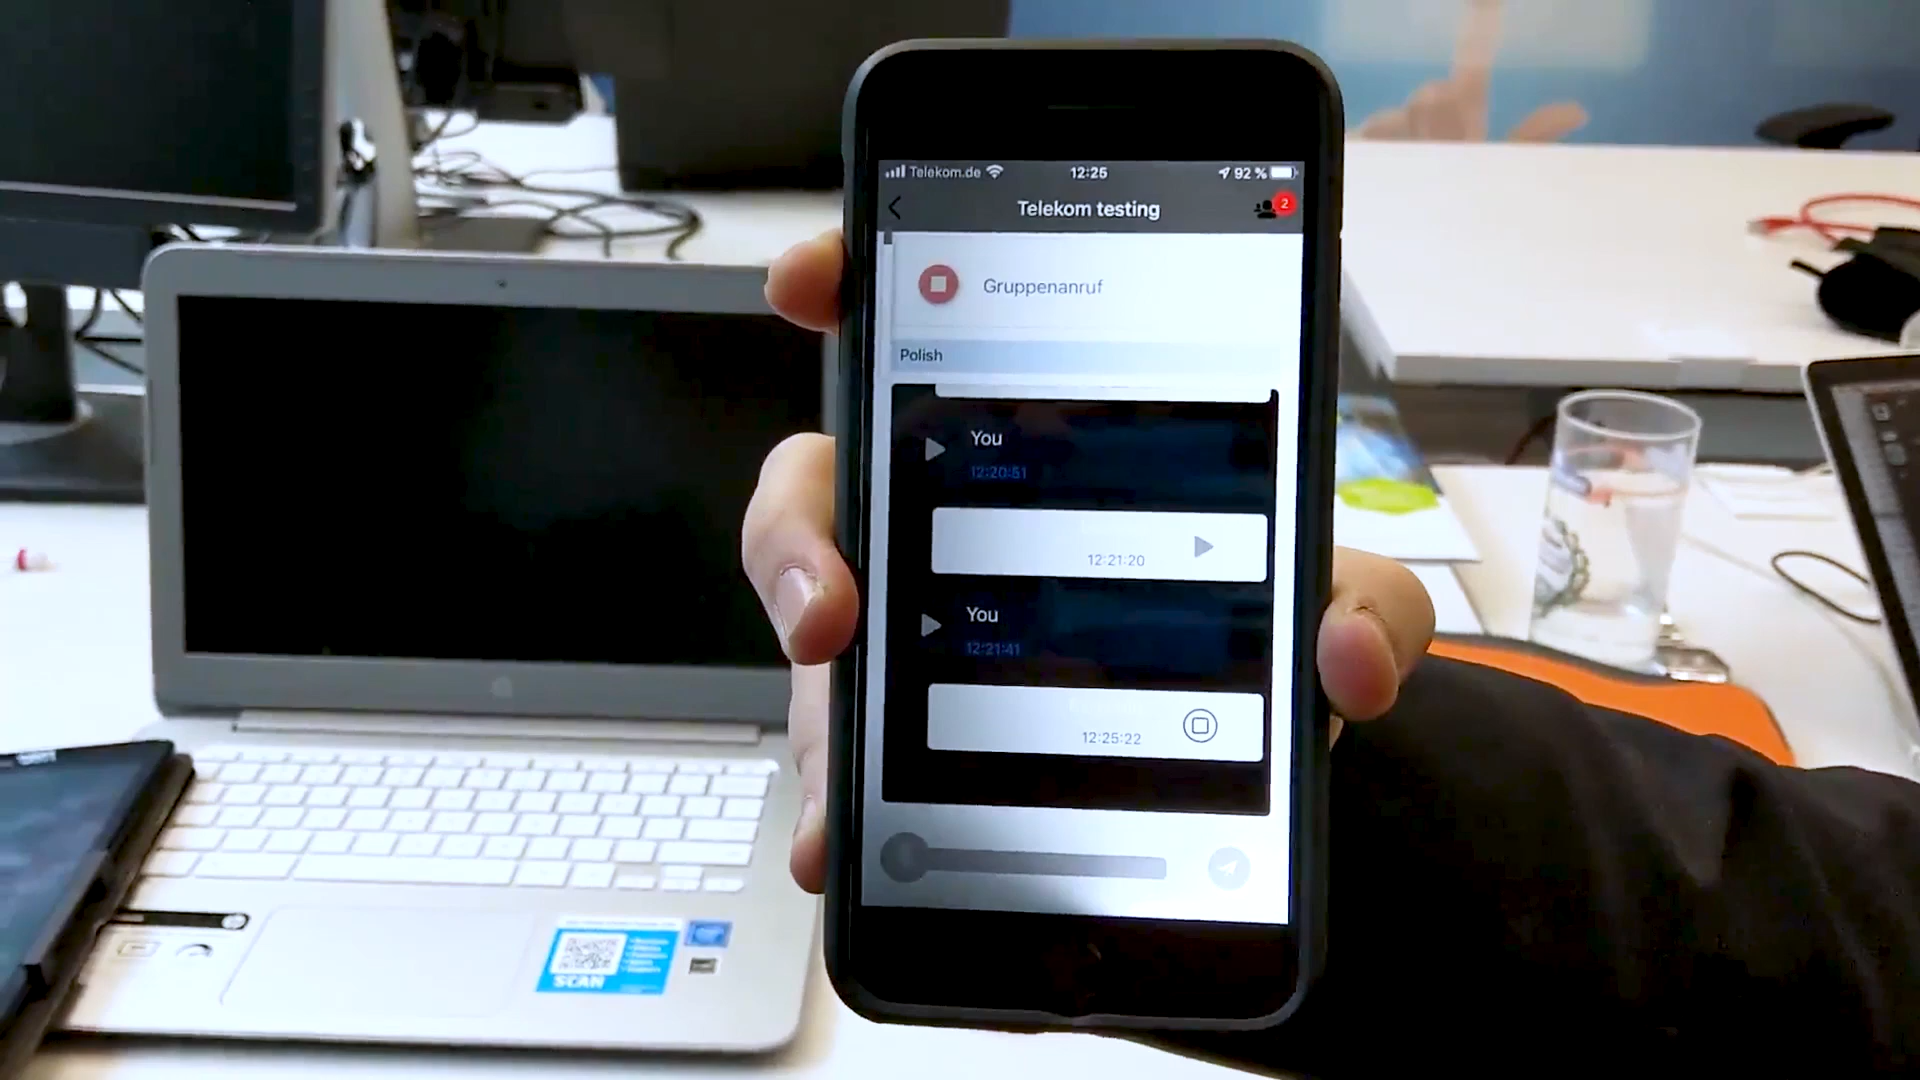 Telekom.de 12:25 92 %
Telekom testing 2
Gruppenanruf
Polish
You
12:20:51
12:21:20
You
12:21:41
12:25:22
SCAN